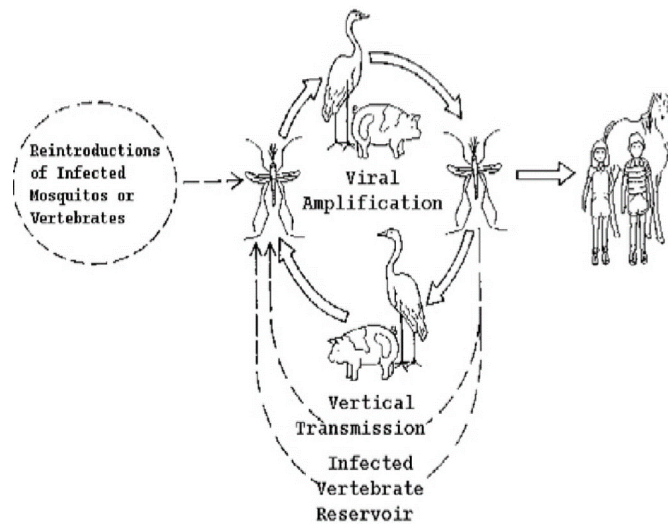 Reintroductions
of Infected
Mosquitos or
Vertebrates
Viral
Amplification
Vertical
Transmission
Infected
Vertebrate
Reservoir